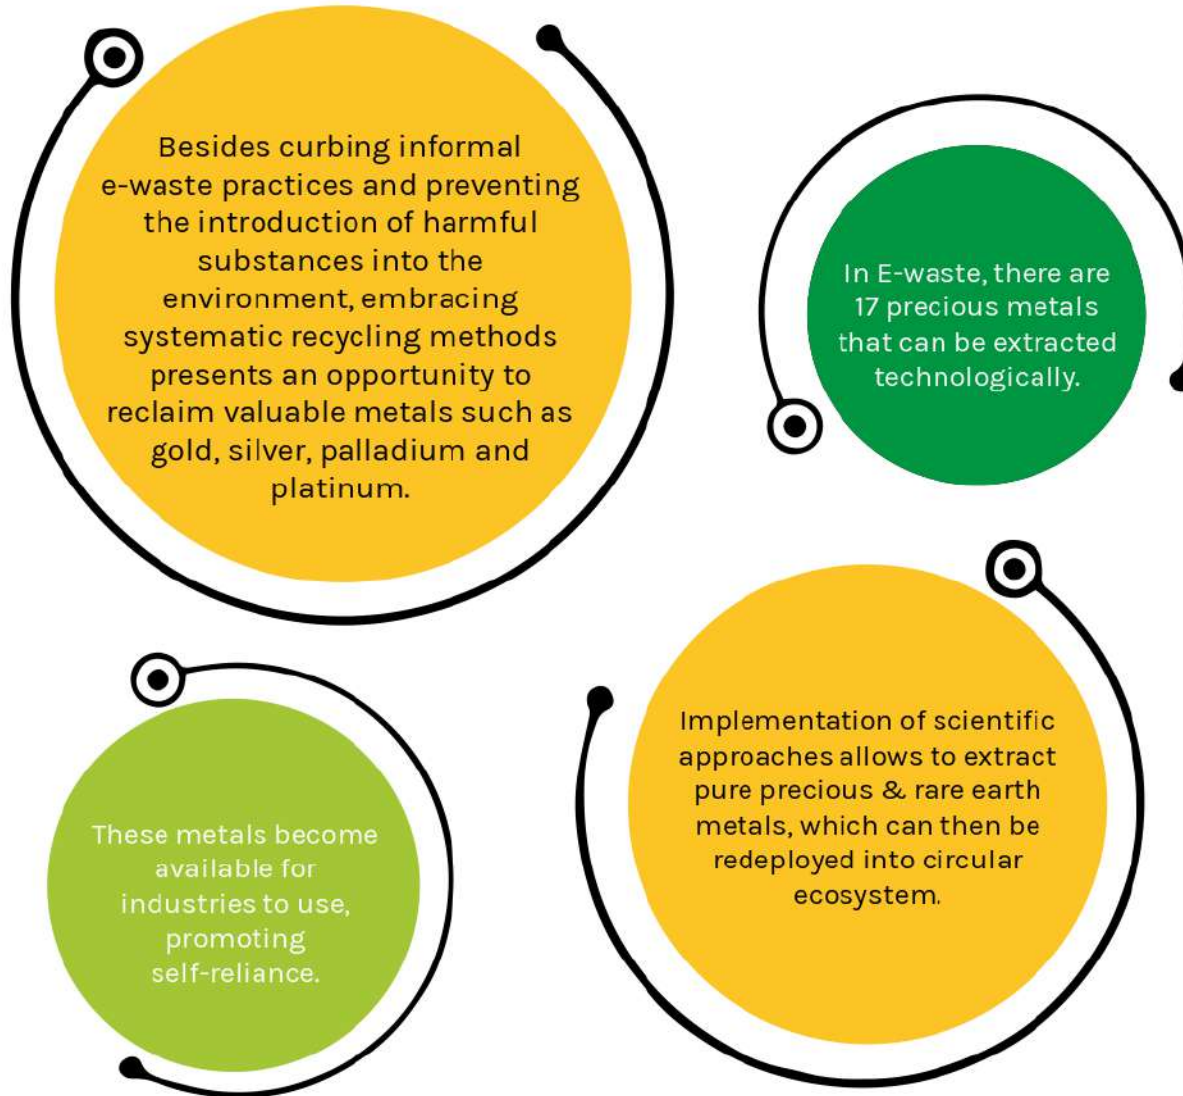 Besides curbing informal
e-waste practices and preventing
the introduction of harmful
substances into the
environment, embracing
systematic recycling methods
presents an opportunity to
reclaim valuable metals such as
gold, silver, palladium and
platinum.
In E-waste, there are
17 precious metals
that can be extracted
technologically.
These metals become
available for
industries to use,
promoting
self-reliance.
Implementation of scientific
approaches allows to extract
pure precious & rare earth
metals, which can then be
redeployed into circular
ecosystem.